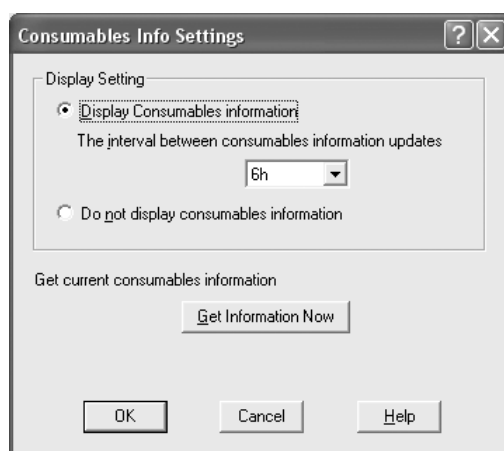 Consumables Info Settings
Display Setting
Display Consumables information
The interval between consumables information updates
6h
Do not display consumables information
Get current consumables information
Get Information Now
OK Cancel Help